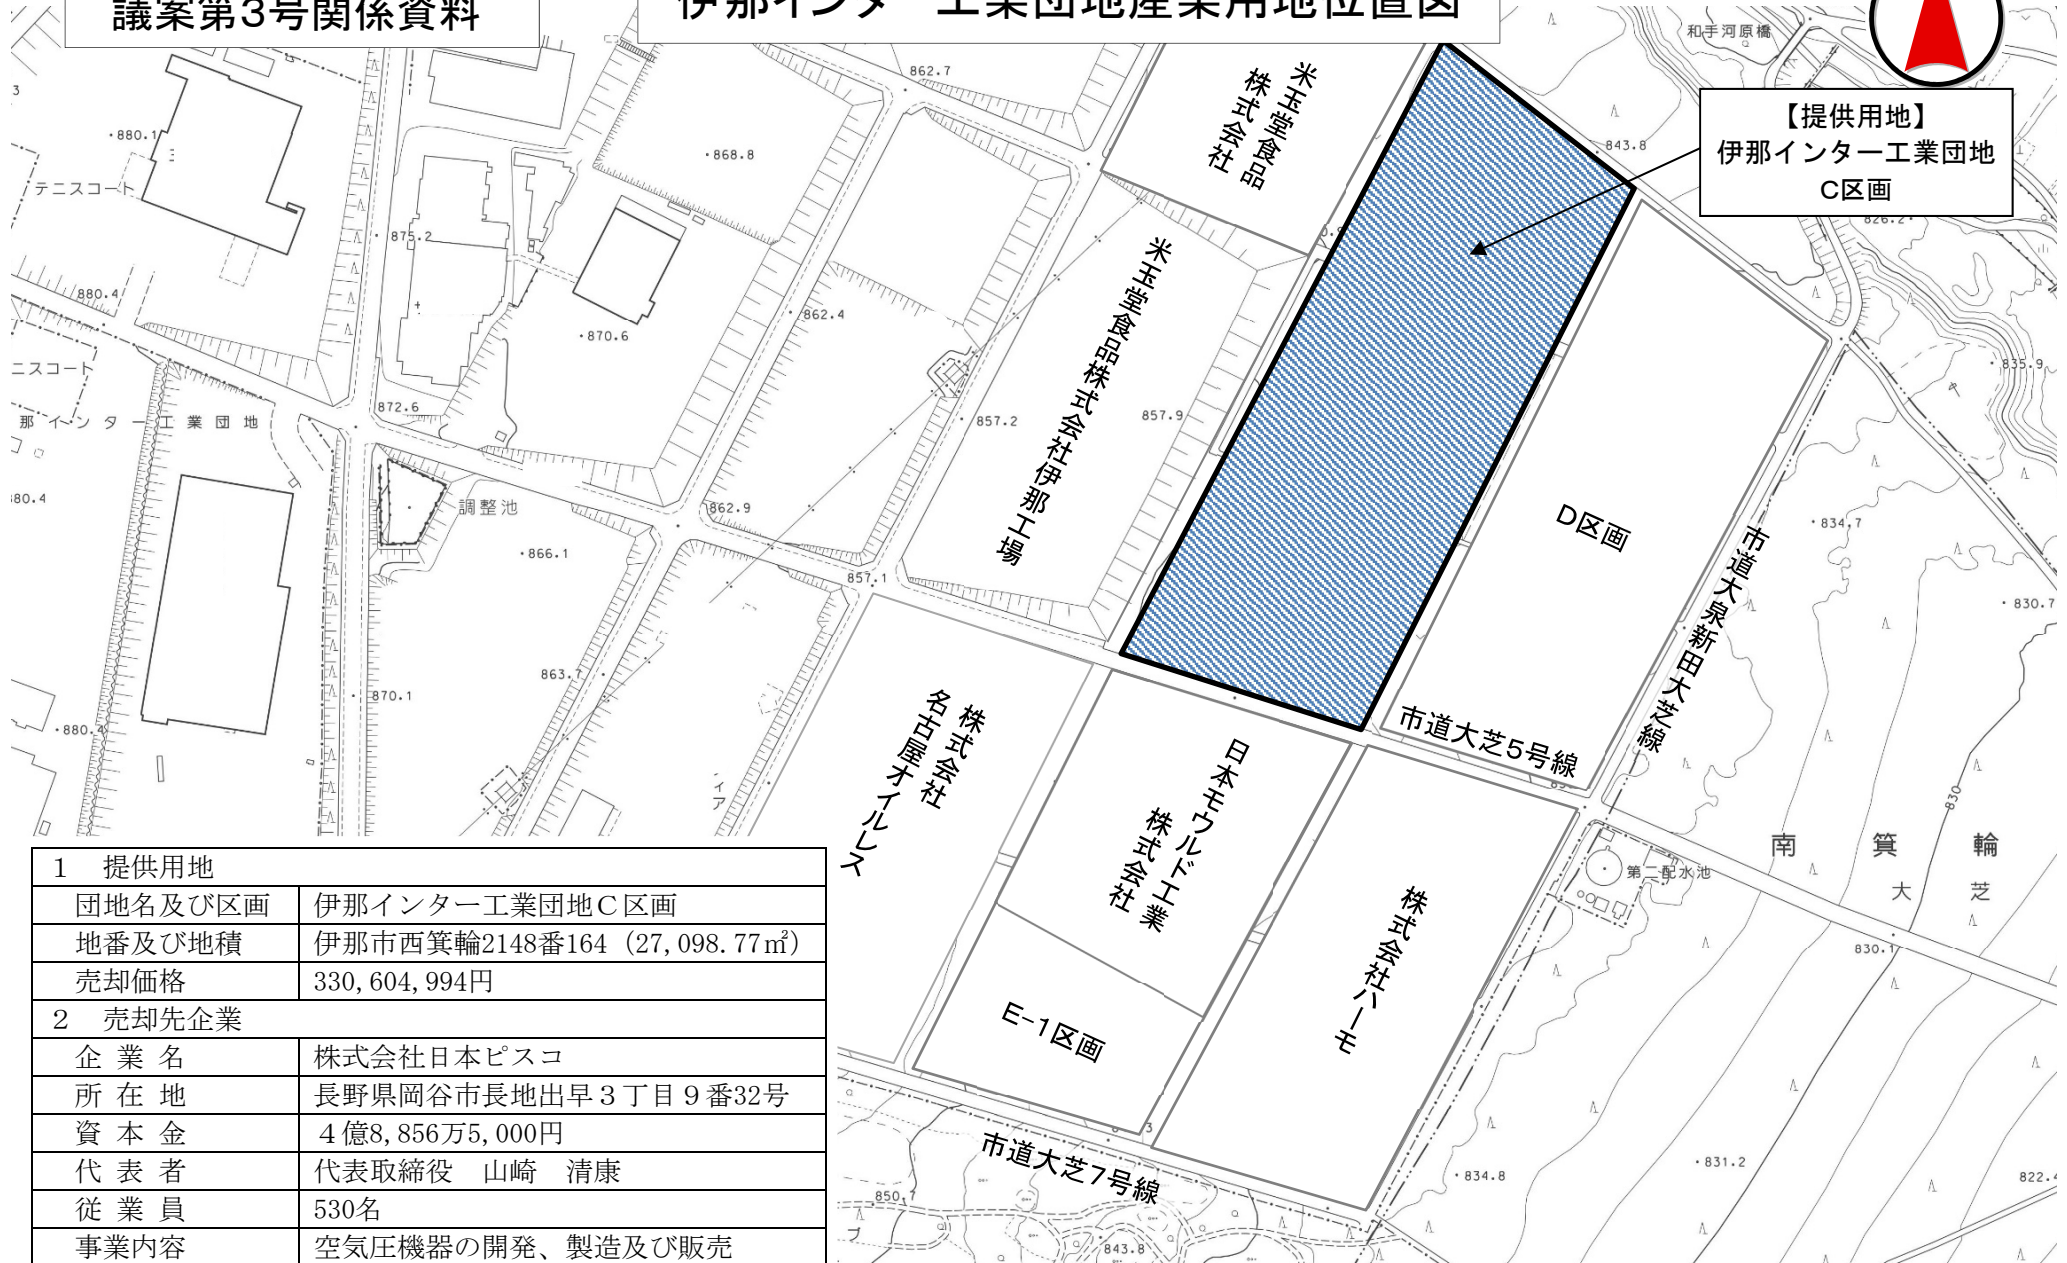 議案第3号関係資料
伊那インター工業団地産業用地位置図
和手河原橋
【提供用地】
伊那インター工業団地
C区画
米玉堂食品
株式会社
米玉堂食品株式会社伊那工場
D区画
市道大泉新田大芝線
市道大芝5号線
株式会社
名古屋オイルレス
日本モウルド工業
株式会社
株式会社ハーモ
E-1区画
市道大芝7号線
テニスコート
ニスコート
那インター工業団地
調整池
第二配水池
南箕輪
大芝
862.7
880.1
868.8
843.8
826.2
875.2
880.4
862.4
870.6
835.9
872.6
857.2
857.9
80.4
862.9
834.7
866.1
857.1
830.7
863.7
870.1
880.4
830
830.1
831.2
834.8
822.4
850.7
843.8
1 提供用地
団地名及び区画 伊那インター工業団地C区画
地番及び地積 伊那市西箕輪2148番164（27,098.77㎡）
売却価格 330,604,994円
2 売却先企業
企業名 株式会社日本ピスコ
所在地 長野県岡谷市長地出早3丁目9番32号
資本金 4億8,856万5,000円
代表者 代表取締役 山崎 清康
従業員 530名
事業内容 空気圧機器の開発、製造及び販売